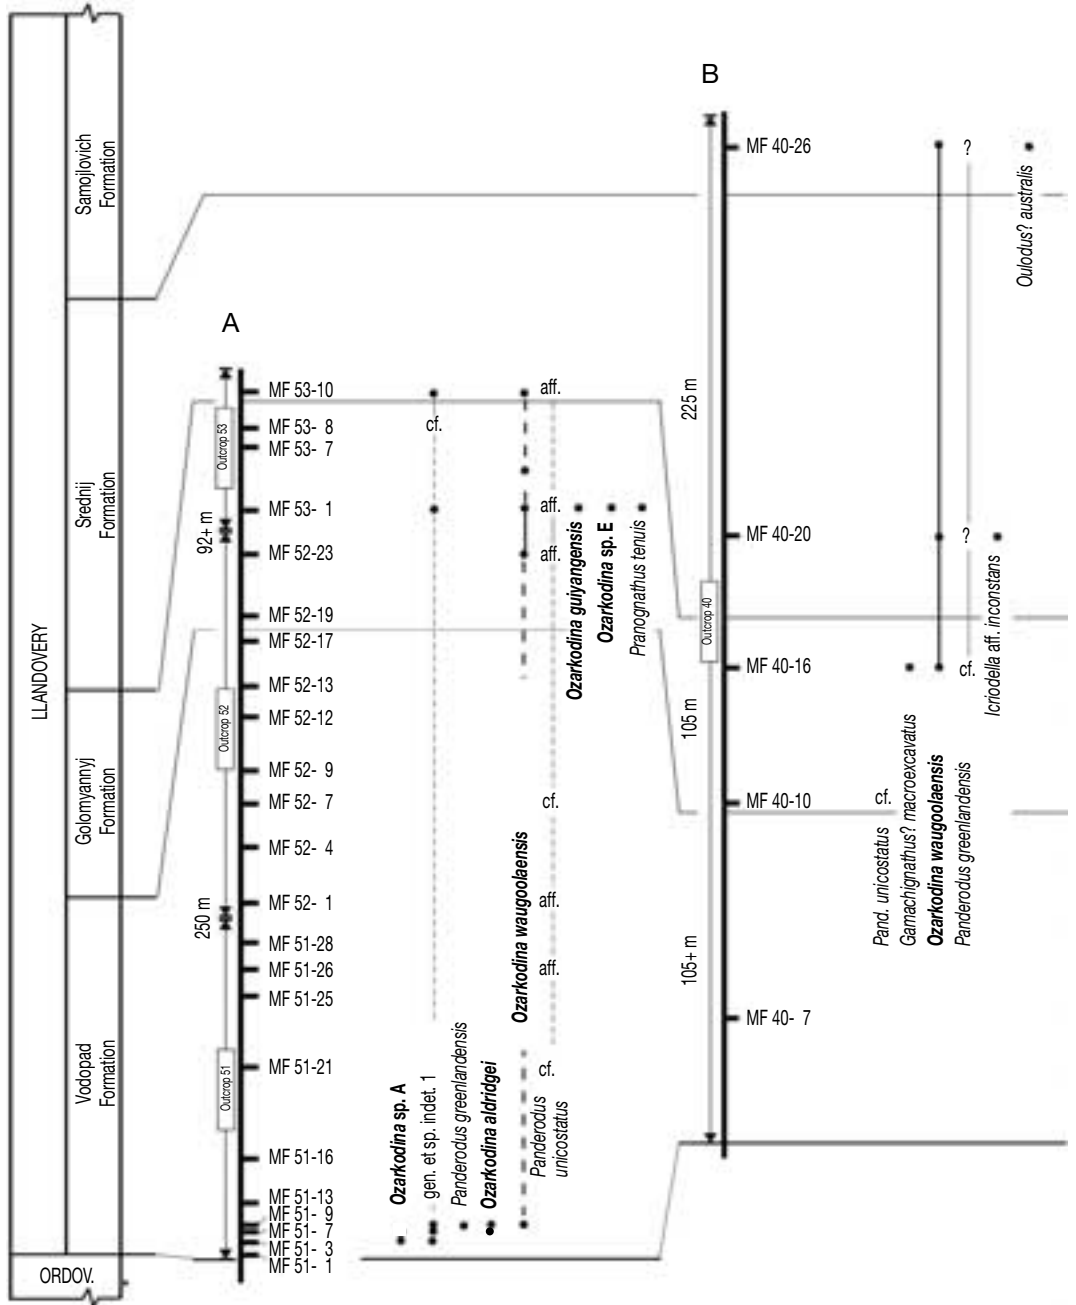 LLANDOVERY
ORDOV.
Samojlovich
Formation
Srednij
Formation
Golomyannyj
Formation
Vodopad
Formation
A
Outcrop 53
92+ m
Outcrop 52
250 m
Outcrop 51
MF 53-10
MF 53- 8
MF 53- 7
MF 53- 1
MF 52-23
MF 52-19
MF 52-17
MF 52-13
MF 52-12
MF 52- 9
MF 52- 7
MF 52- 4
MF 52- 1
MF 51-28
MF 51-26
MF 51-25
MF 51-21
MF 51-16
MF 51-13
MF 51- 9
MF 51- 7
MF 51- 3
MF 51- 1
Ozarkodina sp. A
cf.
gen. et sp. indet. 1
Panderodus greenlandensis
Ozarkodina aldridgei
Ozarkodina waugoolaensis
aff.
aff.
aff.
cf.
aff.
aff.
cf.
Panderodus
unicostatus
Ozarkodina guiyangensis
Ozarkodina sp. E
Pranognathus tenuis
B
225 m
Outcrop 40
105 m
105+ m
MF 40-26
MF 40-20
MF 40-16
MF 40-10
MF 40- 7
cf.
Pand. unicostatus
Gamachignathus? macroexcavatus
Ozarkodina waugoolaensis
?
?
cf.
Panderodus greenlandensis
Icriodella aff. inconstans
Oulodus? australis